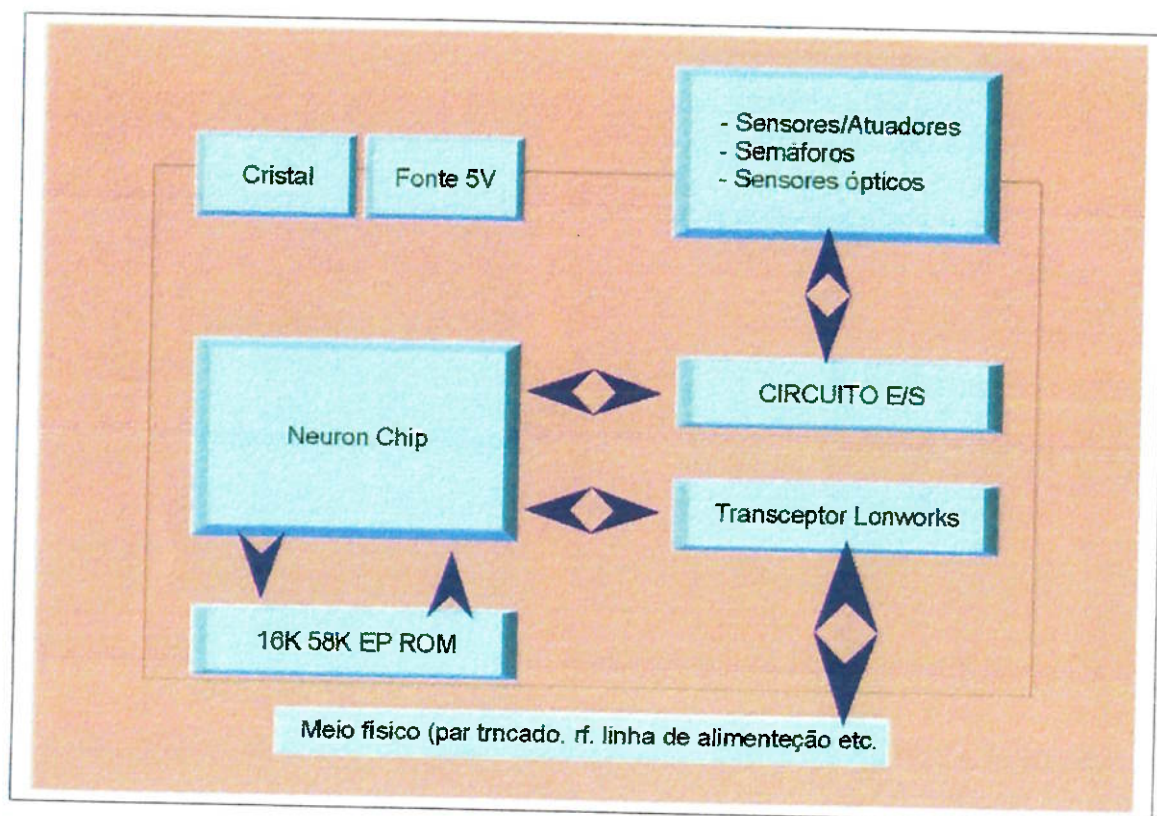 - Sensores/Atuadores
- Semáforos
- Sensores ópticos
Cristal
Fonte 5V
CIRCUITO E/S
Neuron Chip
Transceptor Lonworks
16K 58K EP ROM
Meio fisico (par trncado. rf. linha de alimenteção etc.